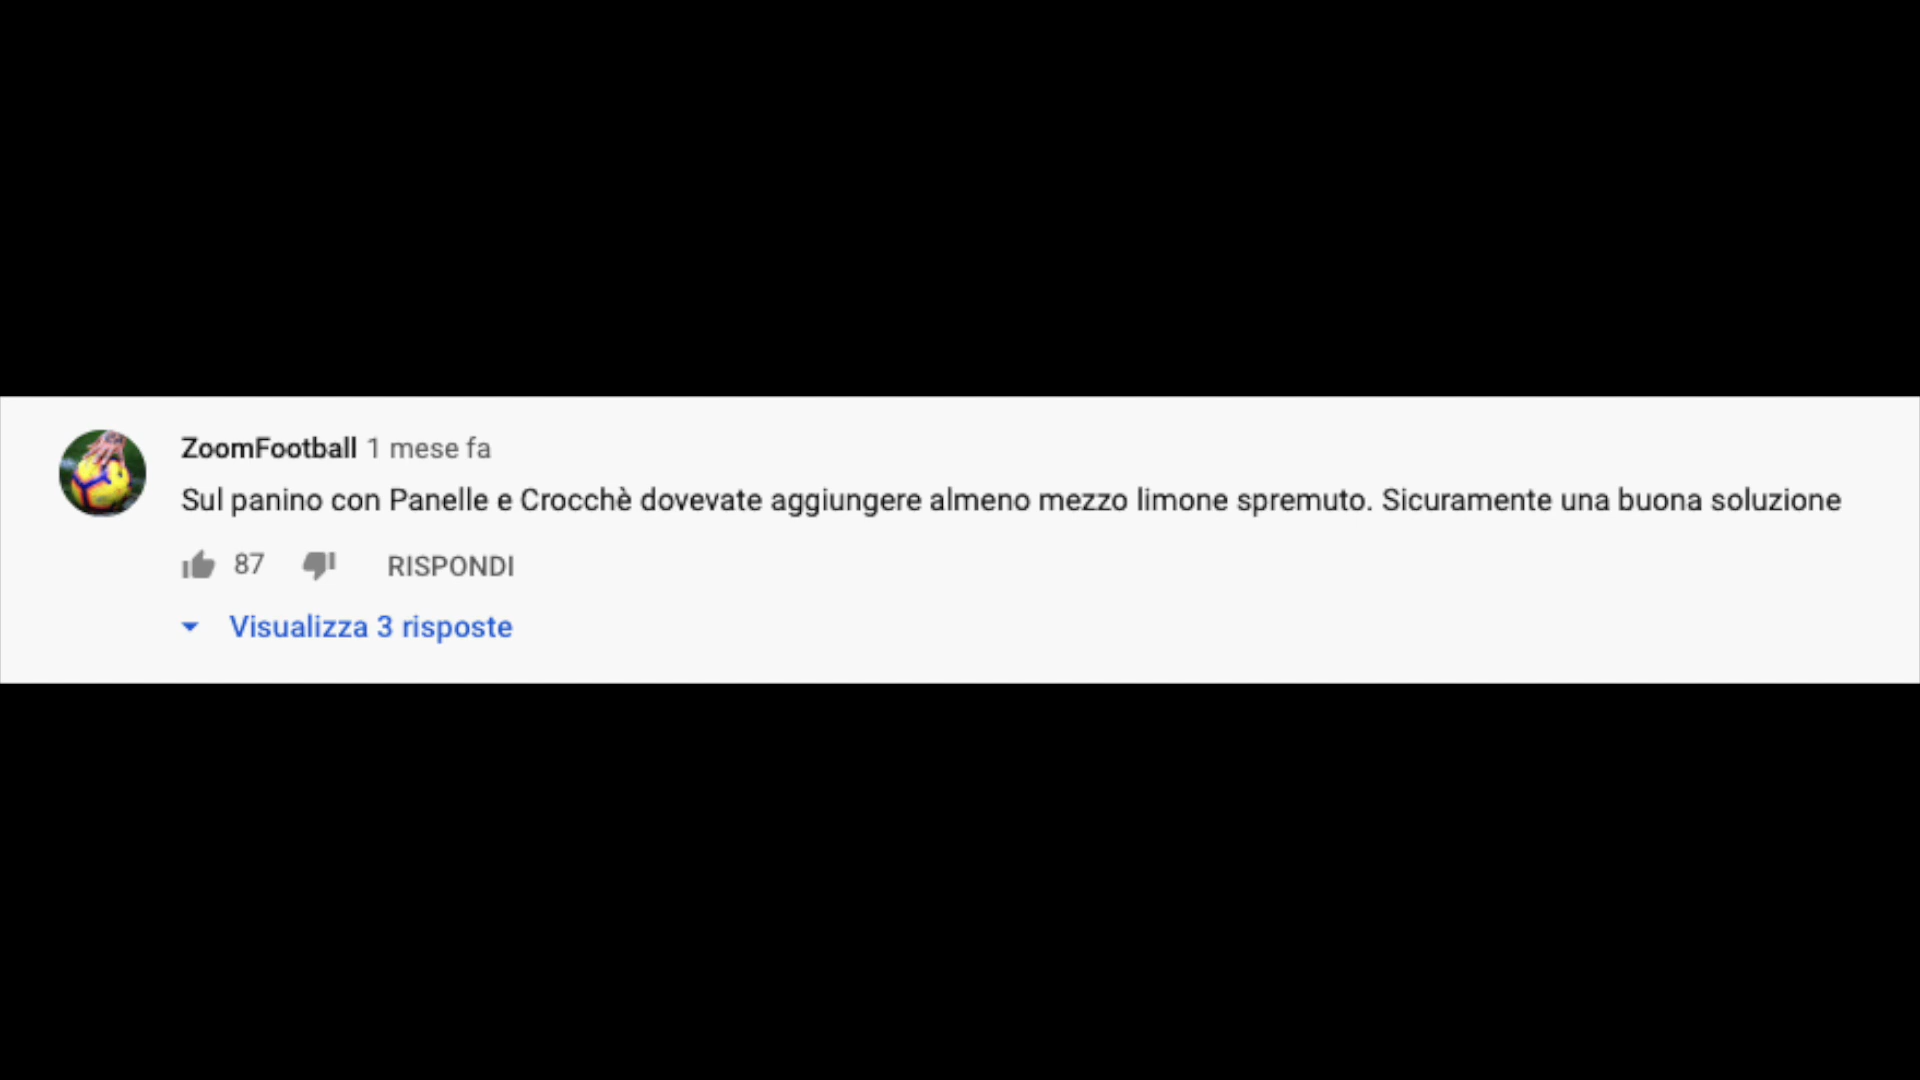 ZoomFootball 1 mese fa
Sul panino con Panelle e Crocchè dovevate aggiungere almeno mezzo limone spremuto. Sicuramente una buona soluzione
87 RISPONDI
Visualizza 3 risposte